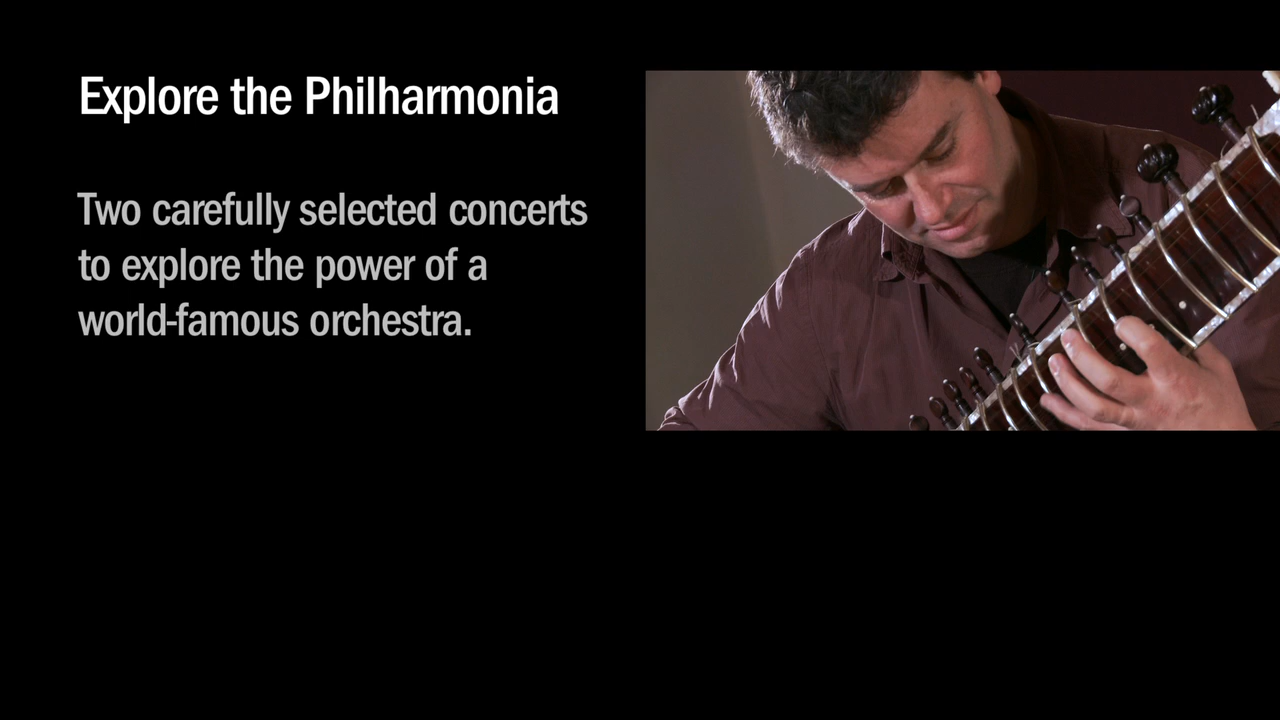 Explore the Philharmonia
Two carefully selected concerts
to explore the power of a
world-famous orchestra.